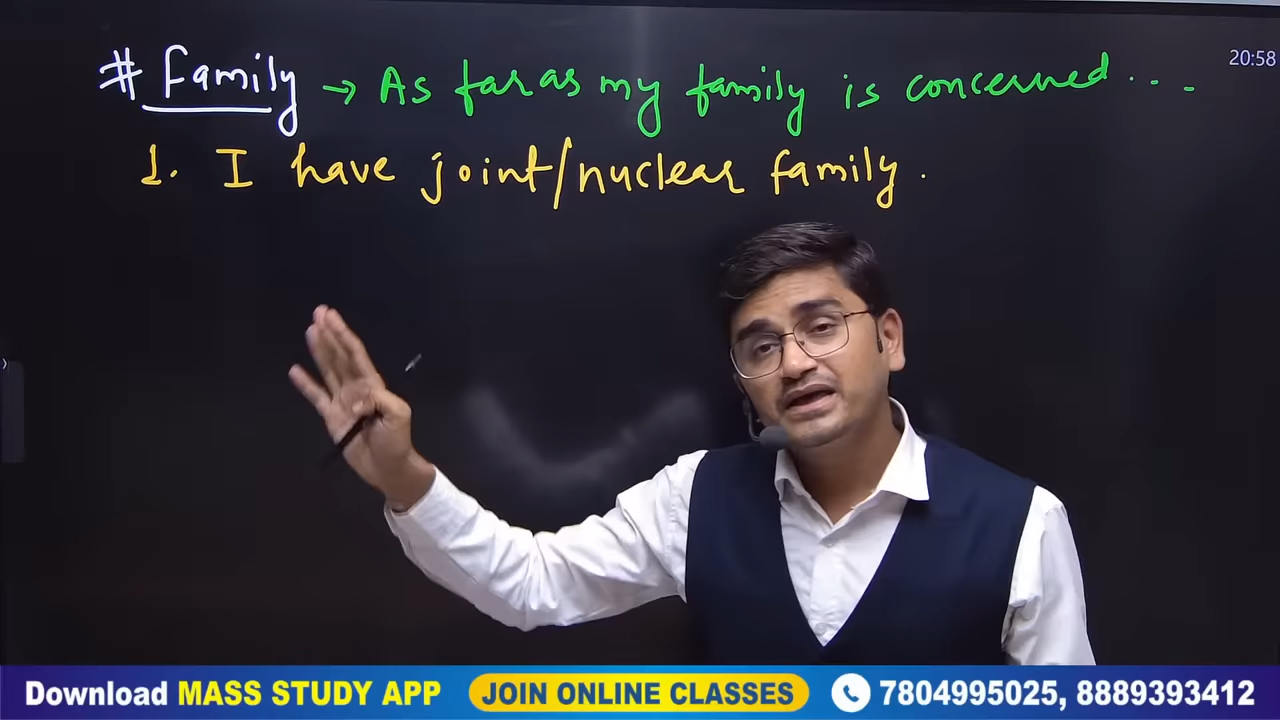 # Family → As far as my family is concerned...
20:58
1. I have joint/nuclear family.
Download MASS STUDY APP JOIN ONLINE CLASSES 7804995025, 8889393412